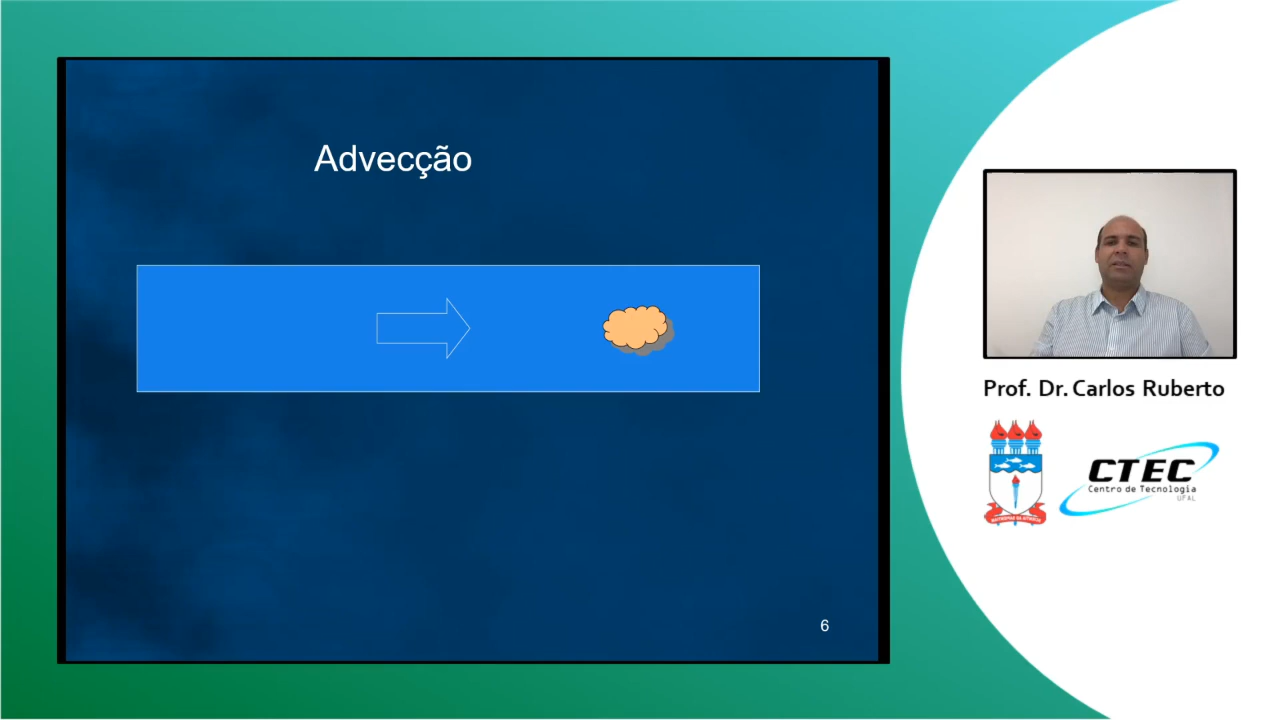 Advecção
6
Prof. Dr. Carlos Ruberto
CTEC
Centro de Tecnologia
UFAL